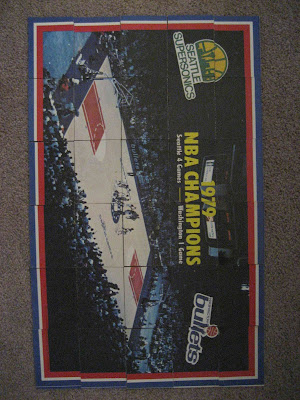 SEATTLE
SUPERSONICS
1979
NBA CHAMPIONS
Seattle 4 Games — Washington 1 Game
bullets